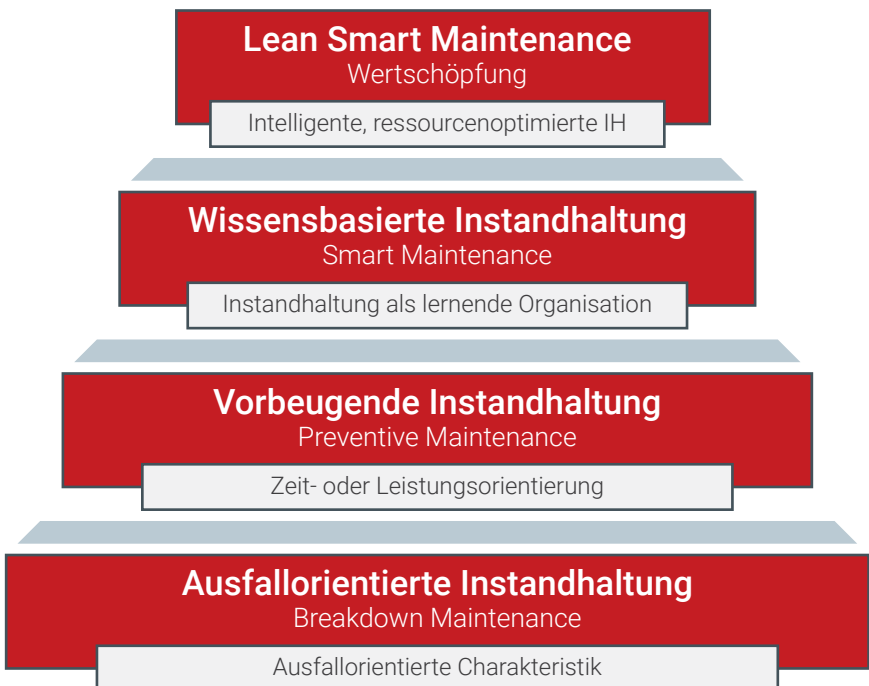 Lean Smart Maintenance
Wertschöpfung
Intelligente, ressourcenoptimierte IH
Wissensbasierte Instandhaltung
Smart Maintenance
Instandhaltung als lernende Organisation
Vorbeugende Instandhaltung
Preventive Maintenance
Zeit- oder Leistungsorientierung
Ausfallorientierte Instandhaltung
Breakdown Maintenance
Ausfallorientierte Charakteristik